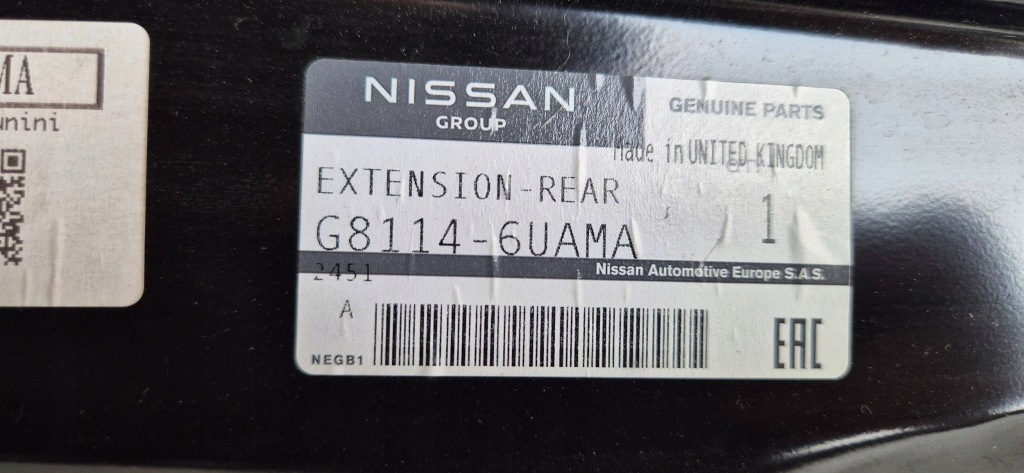 MA
unini
NISSAN
GROUP
GENUINE PARTS
Made in UNITED KINGDOM
EXTENSION-REAR
G8114-6UAMA
1
2451
Nissan Automotive Europe S.A.S.
A
NEGB1
EAC